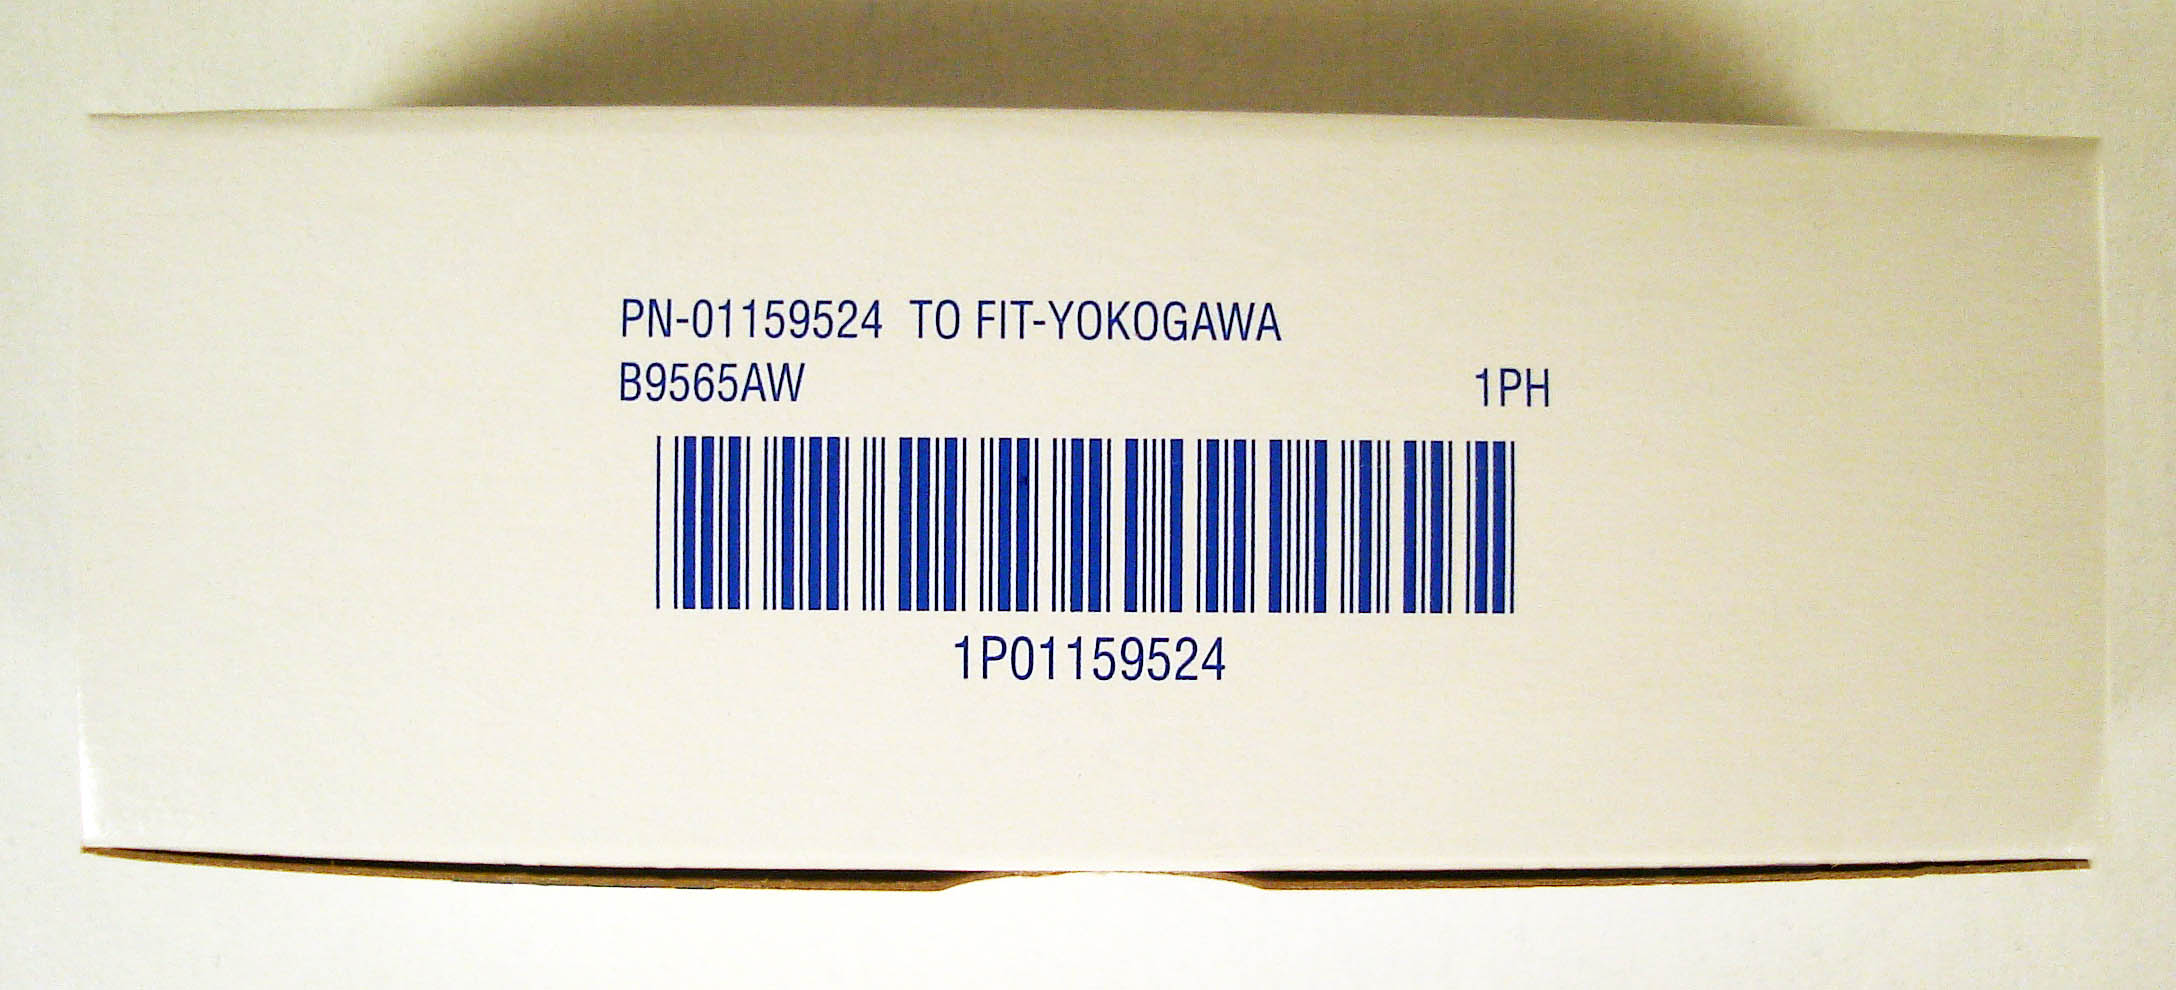 PN-01159524 TO FIT-YOKOGAWA
B9565AW 1PH
1P01159524